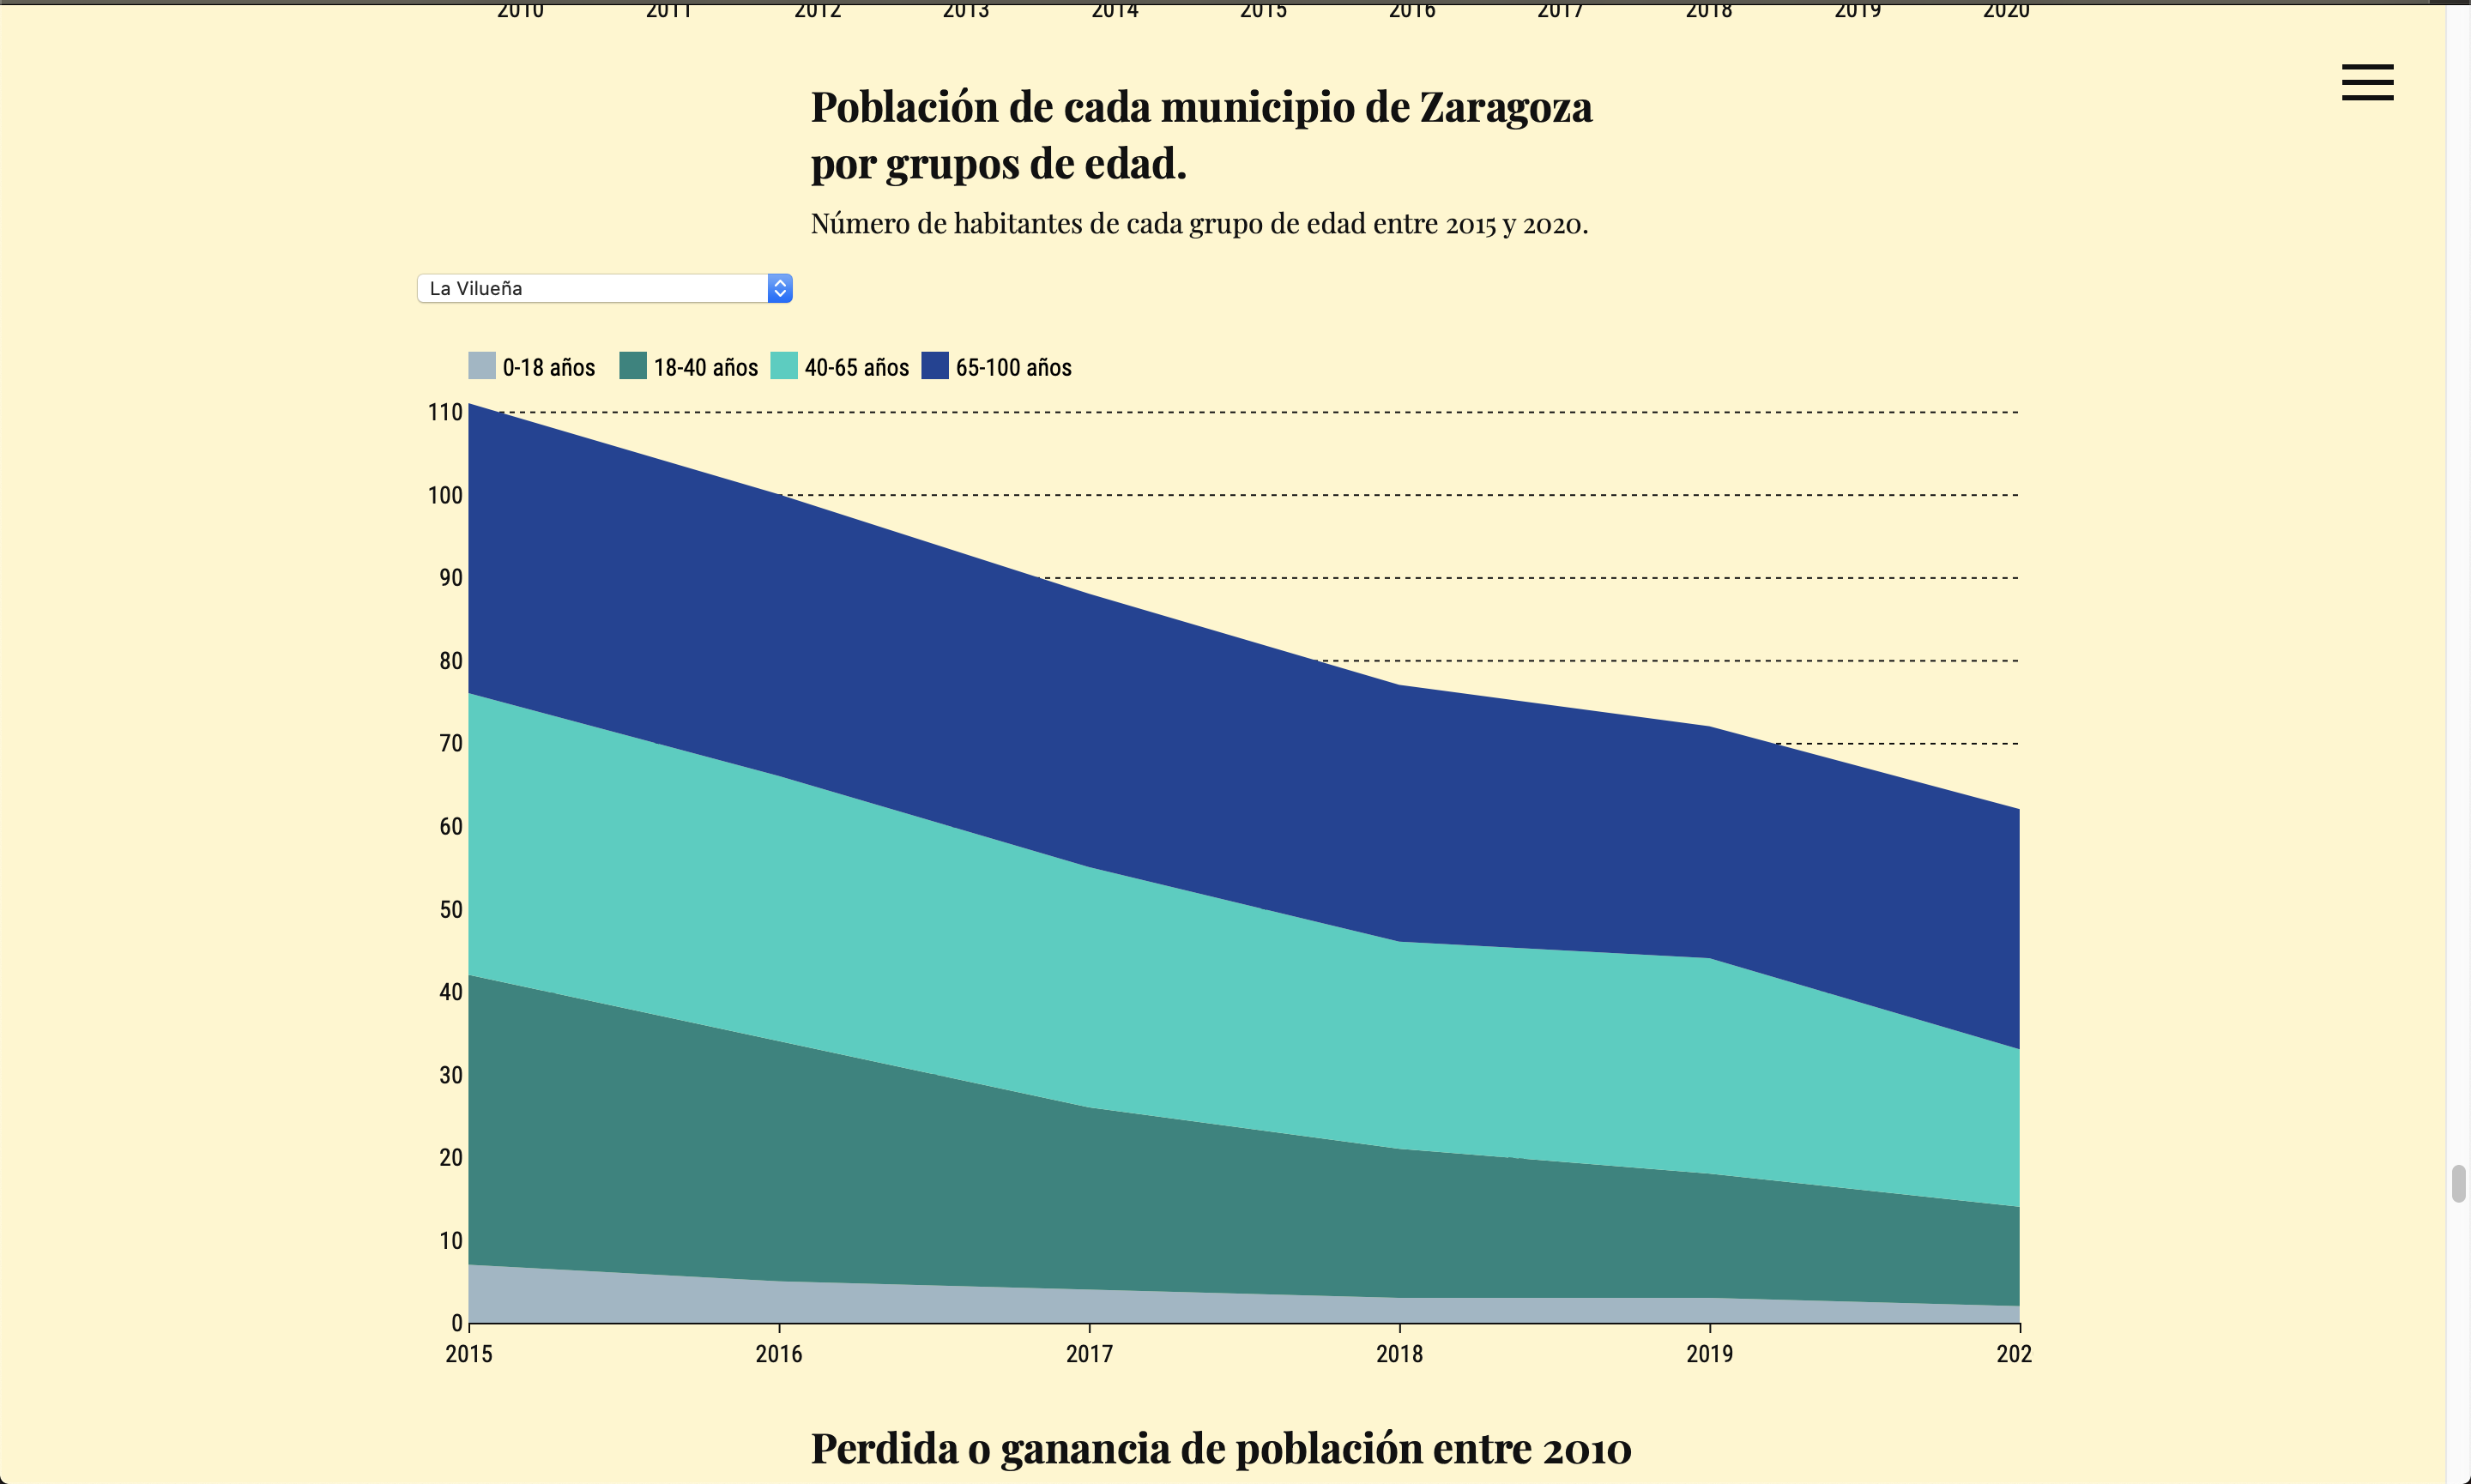 2010 2011 2012 2013 2014 2015 2016 2017 2018 2019 2020
Población de cada municipio de Zaragoza
por grupos de edad.
Número de habitantes de cada grupo de edad entre 2015 y 2020.
La Vilueña
0-18 años 18-40 años 40-65 años 65-100 años
110
100
90
80
70
60
50
40
30
20
10
0
2015 2016 2017 2018 2019 202
Perdida o ganancia de población entre 2010